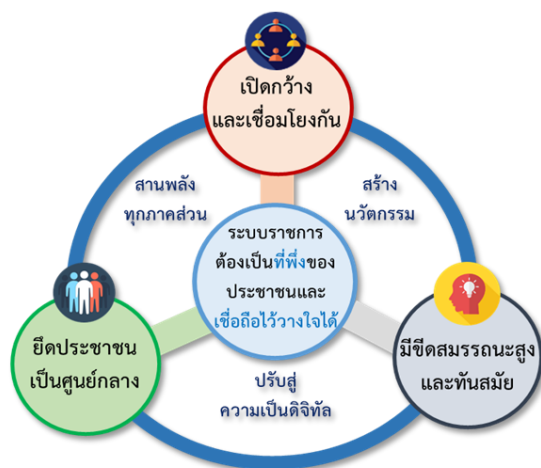 เปิดกว้าง
และเชื่อมโยงกัน
สานพลัง
ทุกภาคส่วน
สร้าง
นวัตกรรม
ระบบราชการ
ต้องเป็นที่พึ่งของ
ประชาชนและ
เชื่อถือไว้วางใจได้
ยึดประชาชน
เป็นศูนย์กลาง
มีขีดสมรรถนะสูง
และทันสมัย
ปรับสู่
ความเป็นดิจิทัล